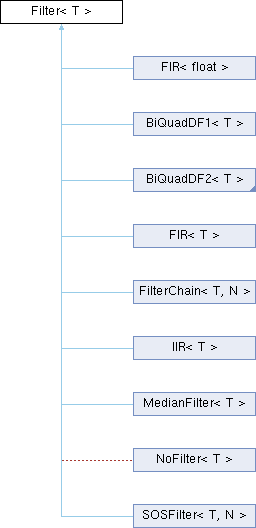 Filter< T >
FIR< float >
BiQuadDF1< T >
BiQuadDF2< T >
FIR< T >
FilterChain< T, N >
IIR< T >
MedianFilter< T >
NoFilter< T >
SOSFilter< T, N >